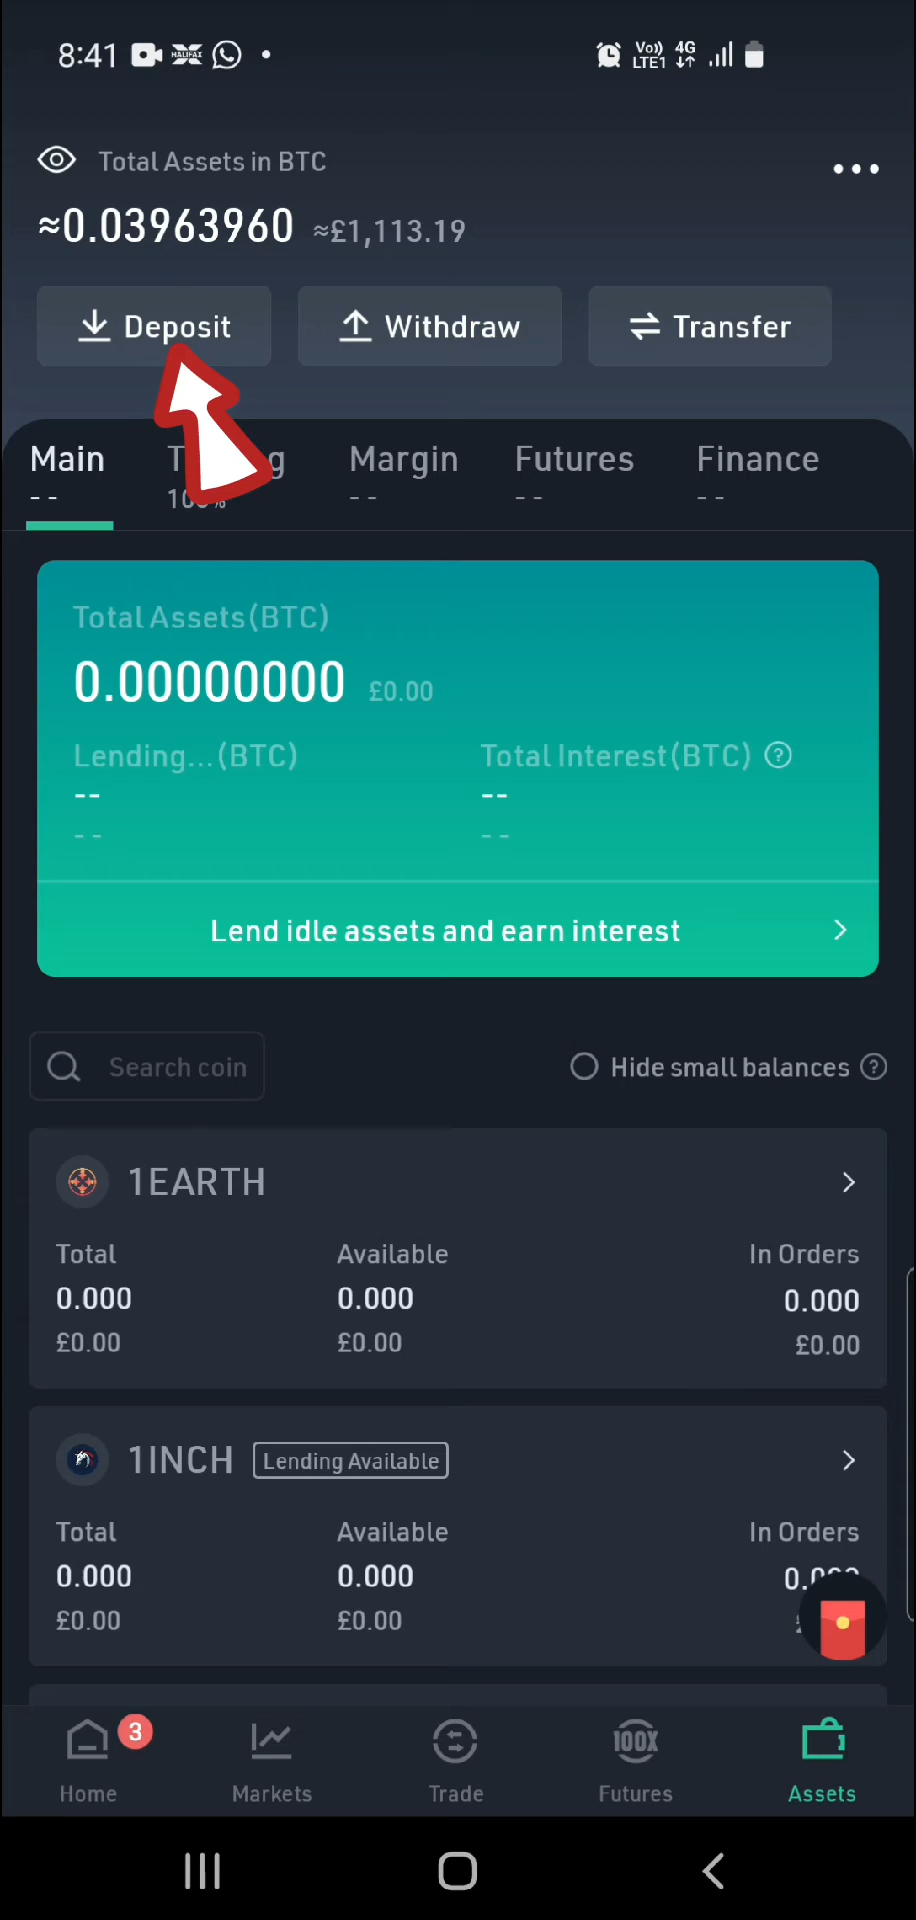 8:41 HALIFAX Vo)) LTE1 4G
Total Assets in BTC
≈0.03963960 ≈£1,113.19
Deposit Withdraw Transfer
Main Margin Futures Finance
-- -- -- --
Total Assets(BTC)
0.00000000 £0.00
Lending...(BTC) Total Interest(BTC) ?
-- --
-- --
Lend idle assets and earn interest >
Search coin Hide small balances ?
1EARTH >
Total Available In Orders
0.000 0.000 0.000
£0.00 £0.00 £0.00
1INCH Lending Available >
Total Available In Orders
0.000 0.000
£0.00 £0.00
3 100X
Home Markets Trade Futures Assets